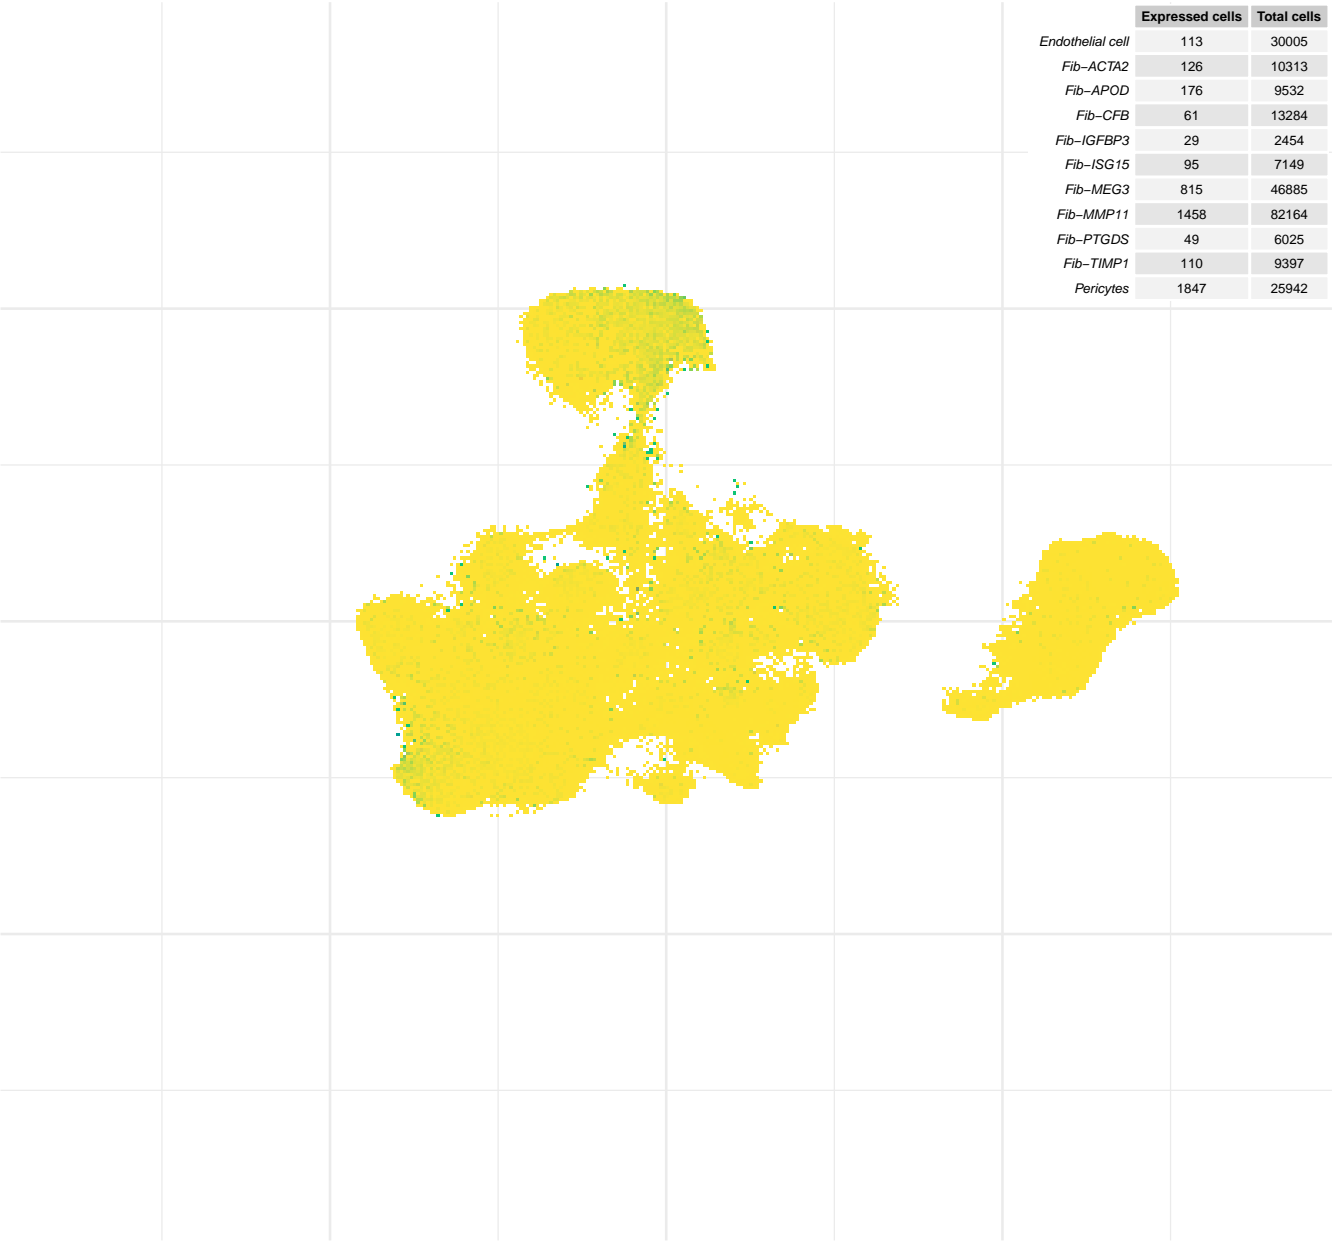 Expressed cells Total cells
Endothelial cell 113 30005
Fib−ACTA2 126 10313
Fib−APOD 176 9532
Fib−CFB 61 13284
Fib−IGFBP3 29 2454
Fib−ISG15 95 7149
Fib−MEG3 815 46885
Fib−MMP11 1458 82164
Fib−PTGDS 49 6025
Fib−TIMP1 110 9397
Pericytes 1847 25942